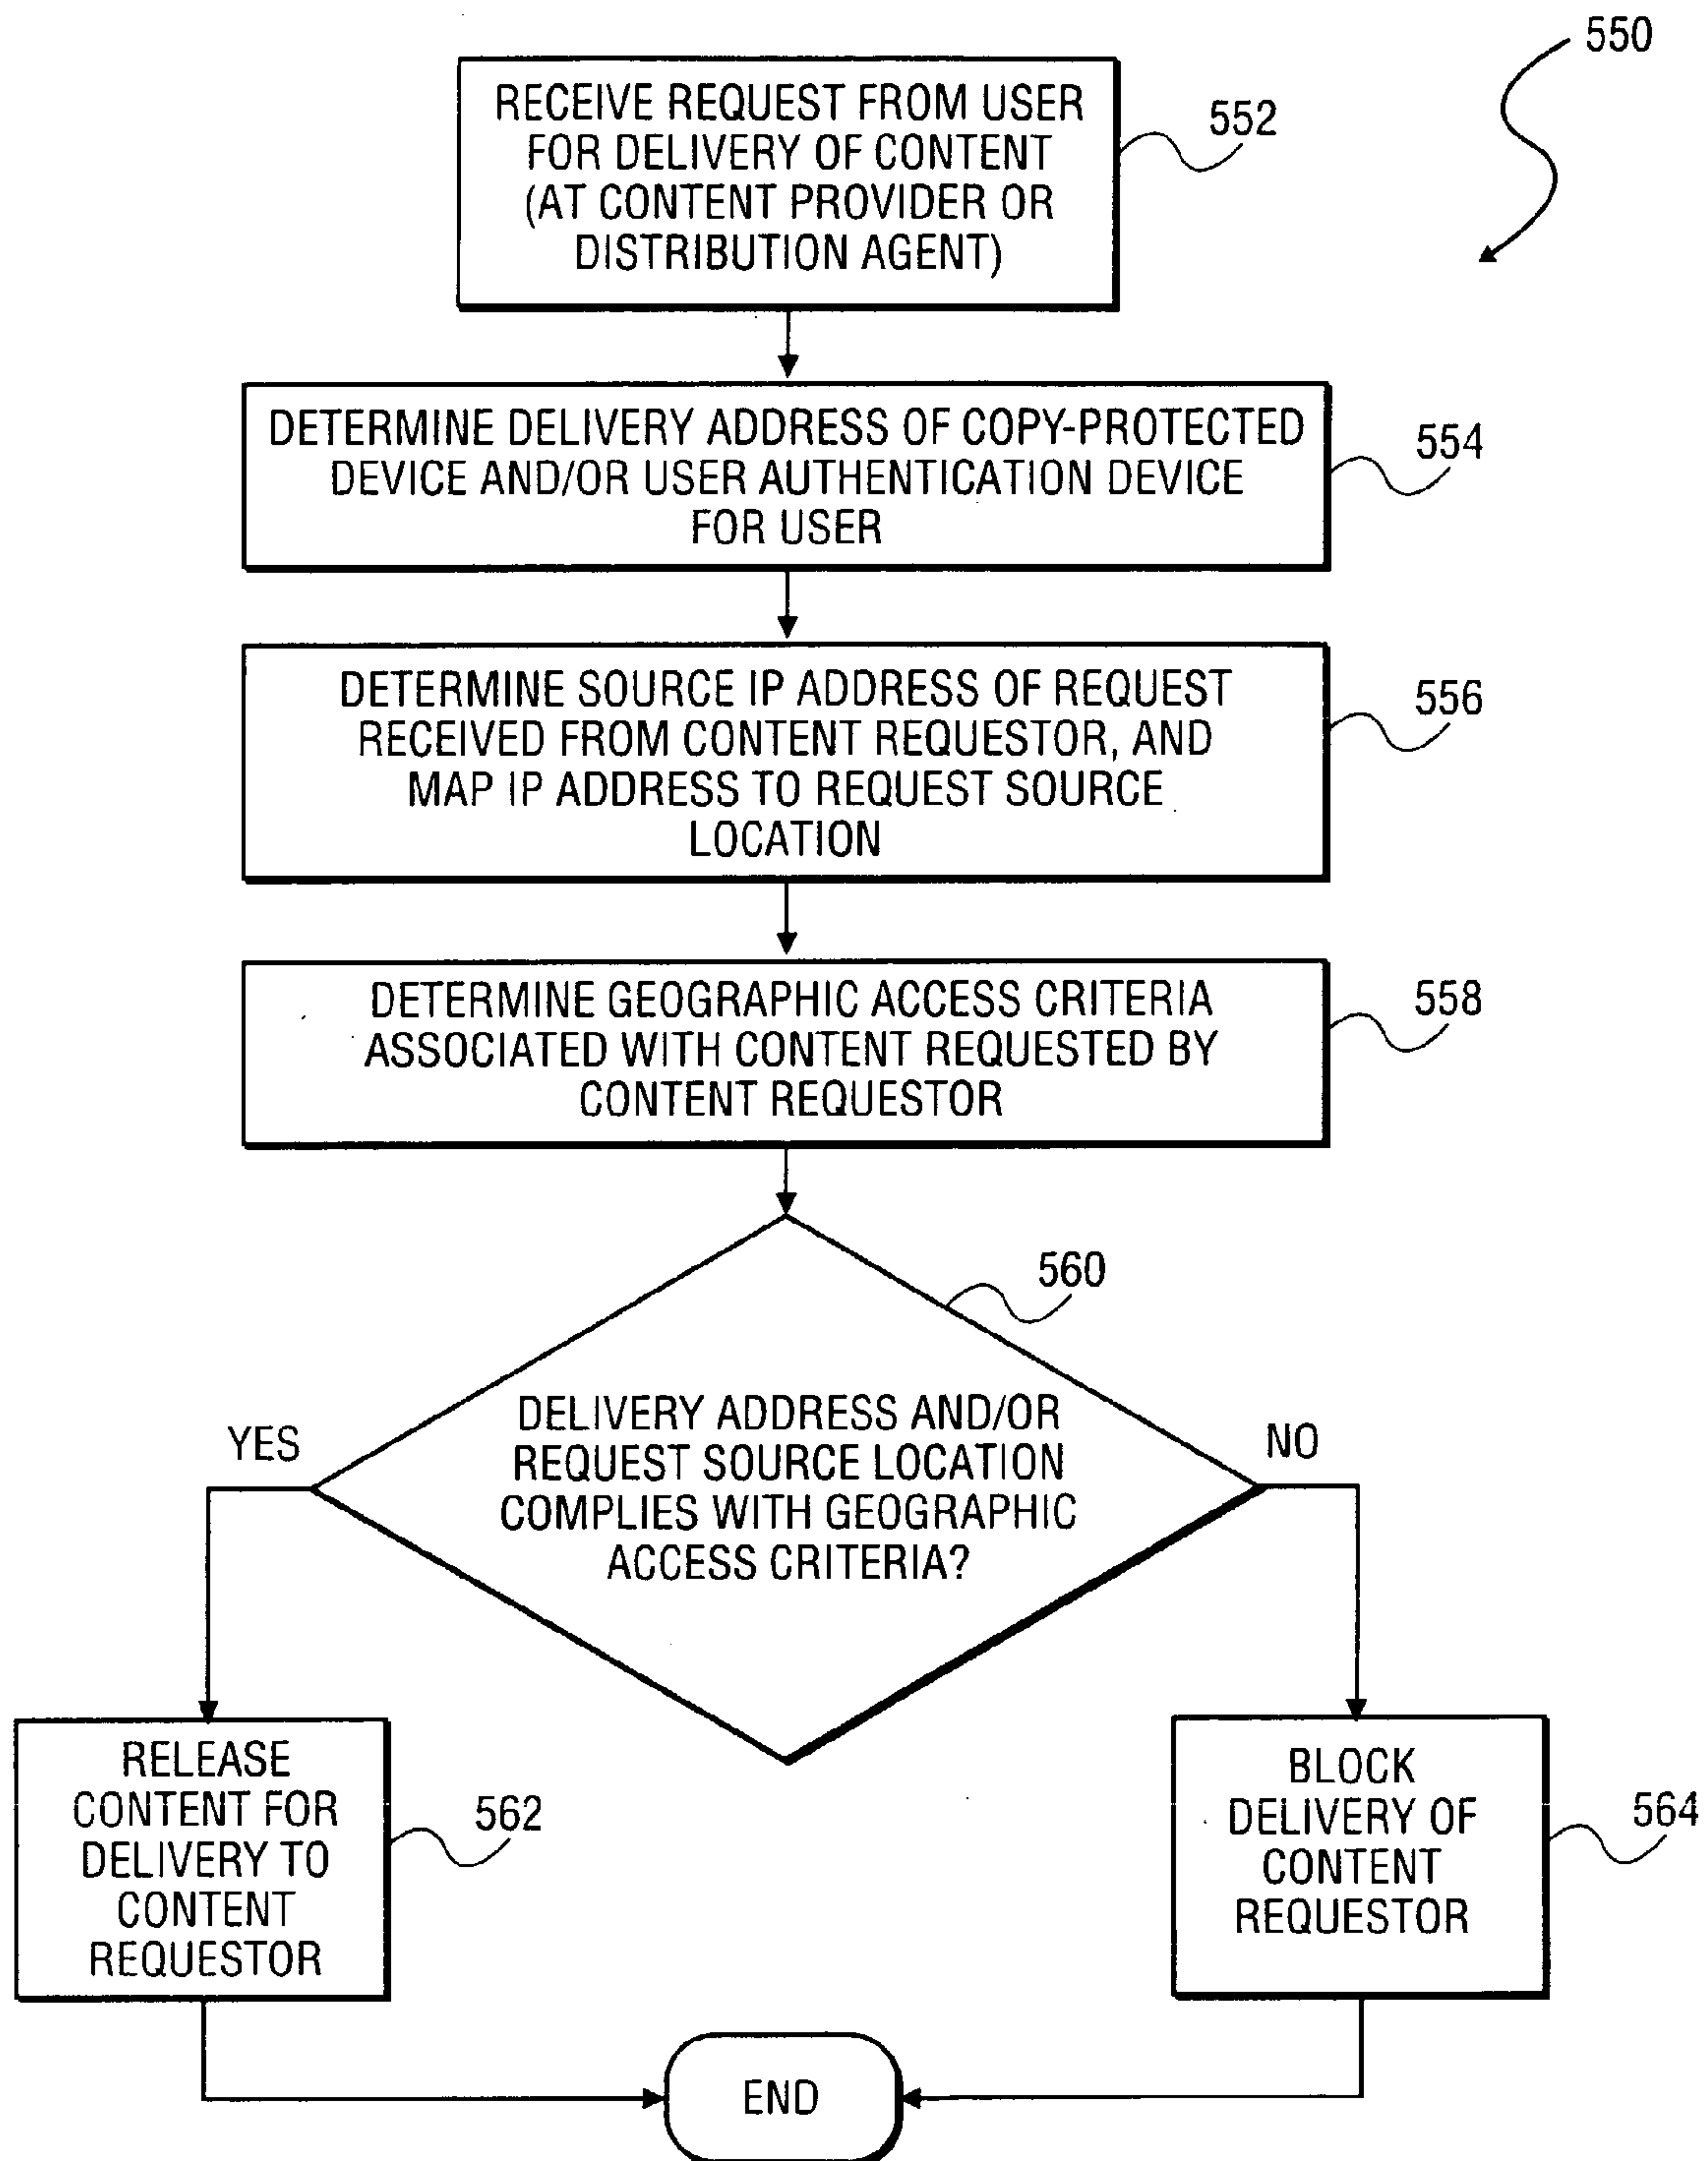 550
RECEIVE REQUEST FROM USER
FOR DELIVERY OF CONTENT
(AT CONTENT PROVIDER OR
DISTRIBUTION AGENT)
552
DETERMINE DELIVERY ADDRESS OF COPY-PROTECTED
DEVICE AND/OR USER AUTHENTICATION DEVICE
FOR USER
554
DETERMINE SOURCE IP ADDRESS OF REQUEST
RECEIVED FROM CONTENT REQUESTOR, AND
MAP IP ADDRESS TO REQUEST SOURCE
LOCATION
556
DETERMINE GEOGRAPHIC ACCESS CRITERIA
ASSOCIATED WITH CONTENT REQUESTED BY
CONTENT REQUESTOR
558
560
DELIVERY ADDRESS AND/OR
REQUEST SOURCE LOCATION
COMPLIES WITH GEOGRAPHIC
ACCESS CRITERIA?
YES
NO
RELEASE
CONTENT FOR
DELIVERY TO
CONTENT
REQUESTOR
562
BLOCK
DELIVERY OF
CONTENT
REQUESTOR
564
END